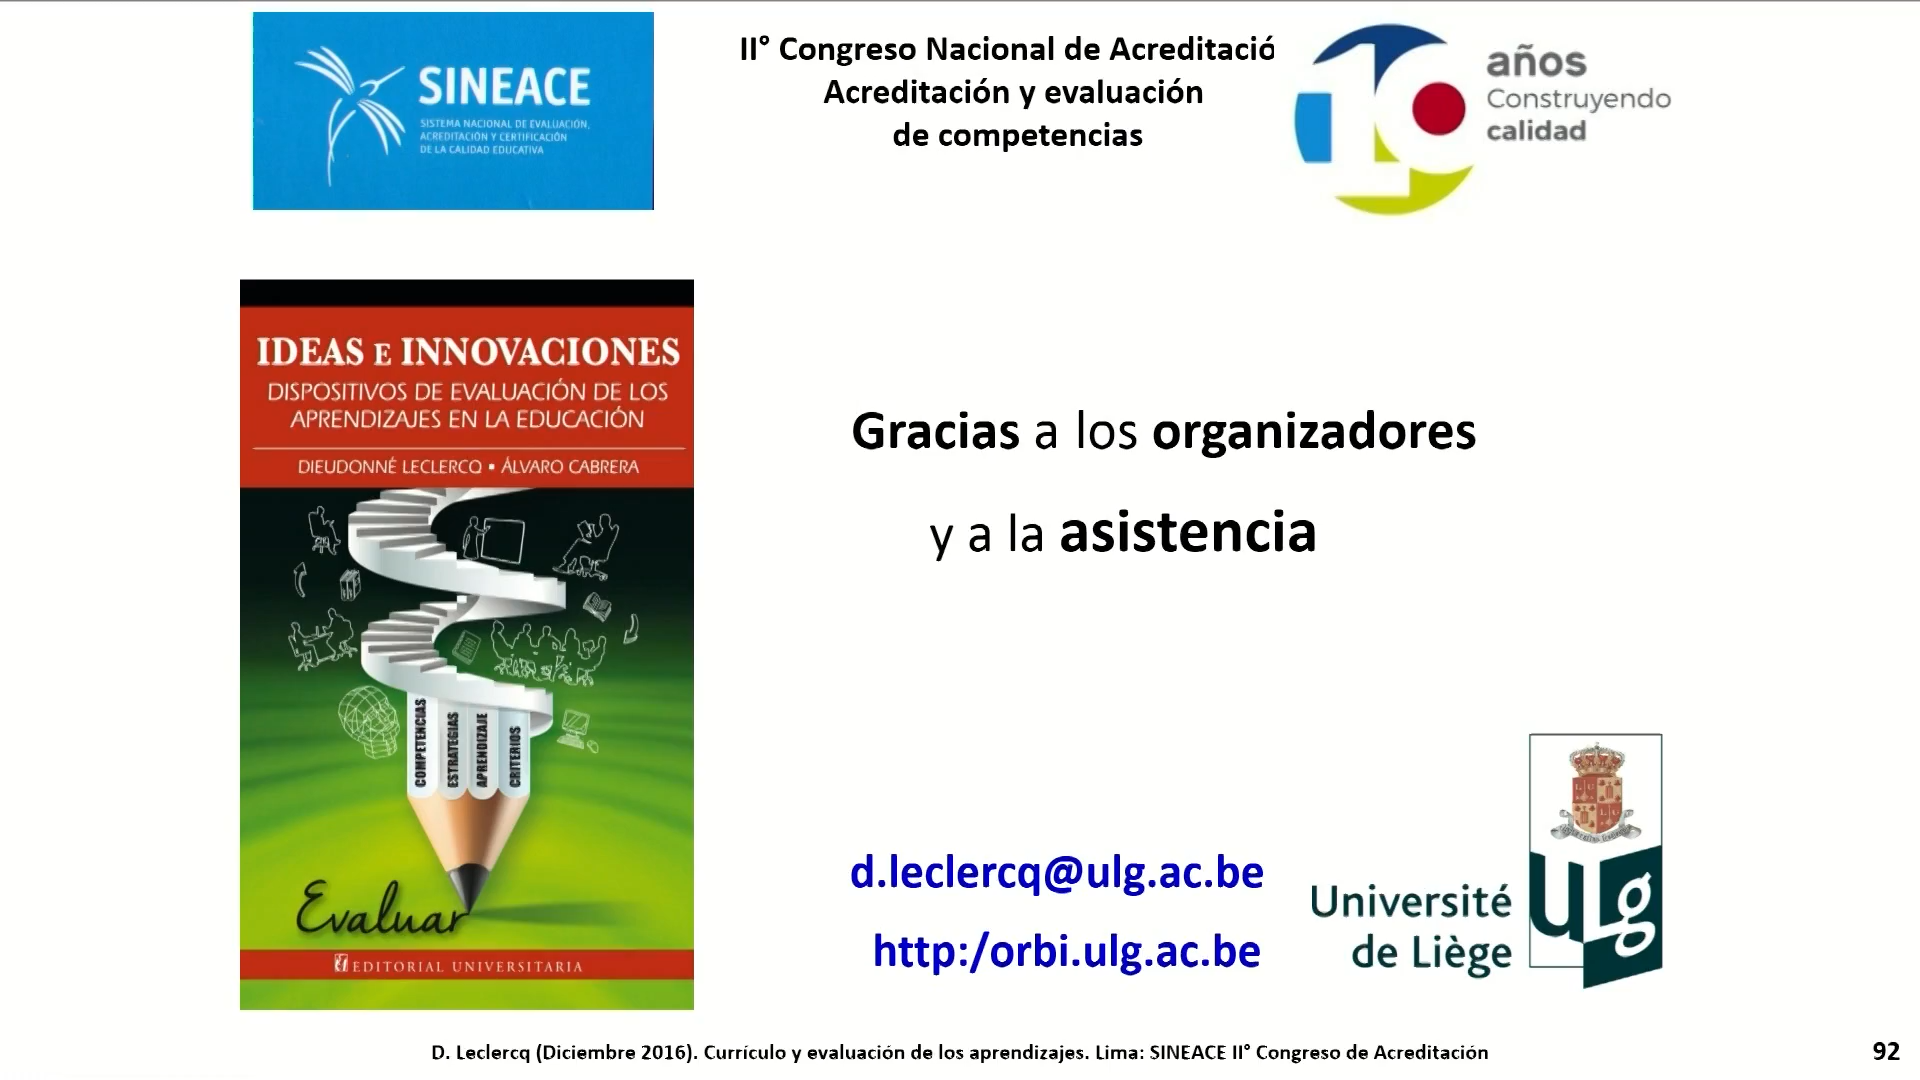 SINEACE
SISTEMA NACIONAL DE EVALUACIÓN,
ACREDITACIÓN Y CERTIFICACIÓN
DE LA CALIDAD EDUCATIVA
II° Congreso Nacional de Acreditació
Acreditación y evaluación
de competencias
10
años
Construyendo
calidad
IDEAS E INNOVACIONES
DISPOSITIVOS DE EVALUACIÓN DE LOS
APRENDIZAJES EN LA EDUCACIÓN
DIEUDONNÉ LECLERCQ • ÁLVARO CABRERA
COMPETENCIAS
ESTRATEGIAS
APRENDIZAJE
CRITERIOS
Evaluar
EDITORIAL UNIVERSITARIA
Gracias a los organizadores
y a la asistencia
d.leclercq@ulg.ac.be
http:/orbi.ulg.ac.be
Université
de Liège
ULg
D. Leclercq (Diciembre 2016). Currículo y evaluación de los aprendizajes. Lima: SINEACE II° Congreso de Acreditación
92